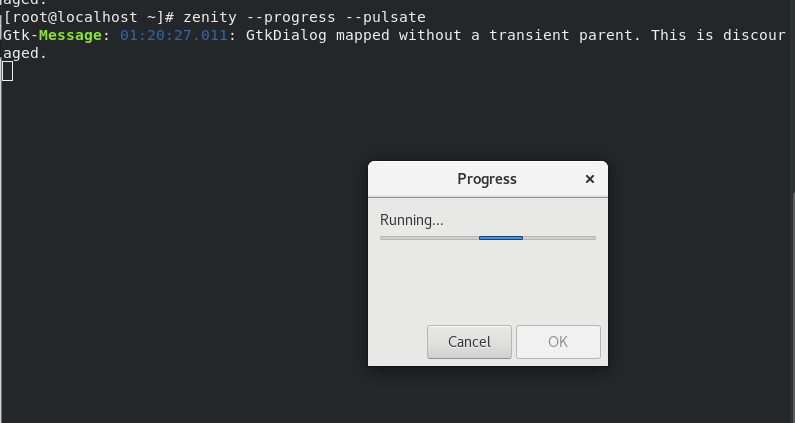 aged.
[root@localhost ~]# zenity --progress --pulsate
Gtk-Message: 01:20:27.011: GtkDialog mapped without a transient parent. This is discour
aged.
Progress
Running...
Cancel OK